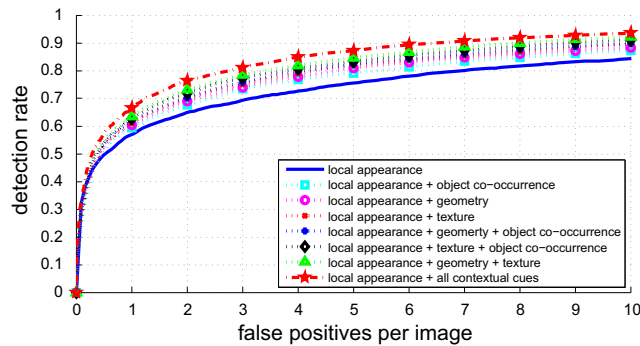 1
0.9
0.8
0.7
0.6
0.5
0.4
0.3
0.2
0.1
0
detection rate
local appearance
local appearance + object co−occurrence
local appearance + geometry
local appearance + texture
local appearance + geomerty + object co−occurrence
local appearance + texture + object co−occurrence
local appearance + geometry + texture
local appearance + all contextual cues
0 1 2 3 4 5 6 7 8 9 10
false positives per image